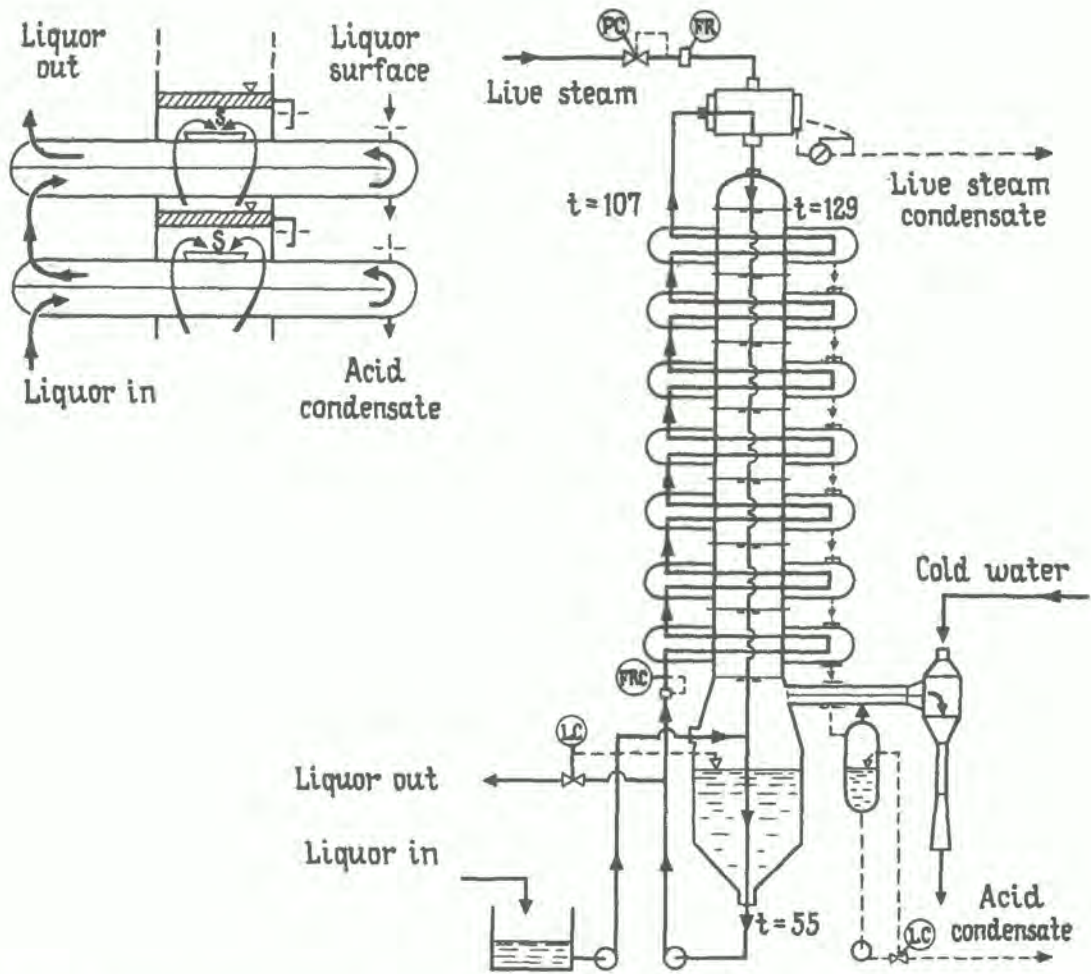 Liquor
out
Liquor
surface
S
S
Liquor in
Acid
condensate
PC
FR
Live steam
Live steam
condensate
t=107
t=129
Cold water
FRC
LC
Liquor out
Liquor in
t=55
Acid
condensate
LC